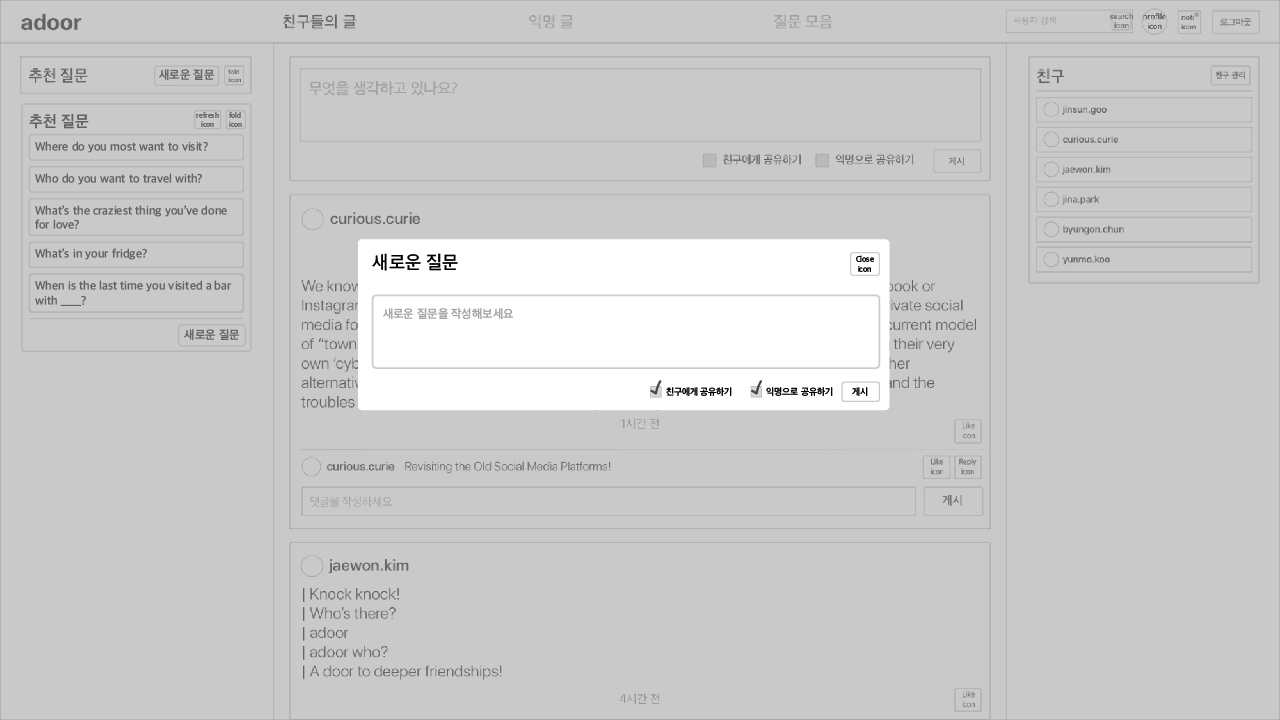 adoor
친구들의 글
익명 글
질문 모음
사용자 검색
search icon
profile icon
noti icon
로그아웃
추천 질문
새로운 질문
fold icon
추천 질문
refresh icon
fold icon
Where do you most want to visit?
Who do you want to travel with?
What's the craziest thing you've done
for love?
What's in your fridge?
When is the last time you visited a bar
with ____?
새로운 질문
무엇을 생각하고 있나요?
친구에게 공유하기
익명으로 공유하기
게시
curious.curie
새로운 질문
Close icon
새로운 질문을 작성해보세요
친구에게 공유하기
익명으로 공유하기
게시
We know
ook or
Instagram
ivate social
media fo
current model
of “town
their very
own ‘cyb
her
alternativ
and the
troubles
1시간 전
Like icon
curious.curie Revisiting the Old Social Media Platforms!
Like icon
Reply icon
댓글을 작성하세요
게시
jaewon.kim
| Knock knock!
| Who's there?
| adoor
| adoor who?
| A door to deeper friendships!
4시간 전
Like icon
친구
친구 관리
jinsun.goo
curious.curie
jaewon.kim
jina.park
byungon.chun
yunmo.koo